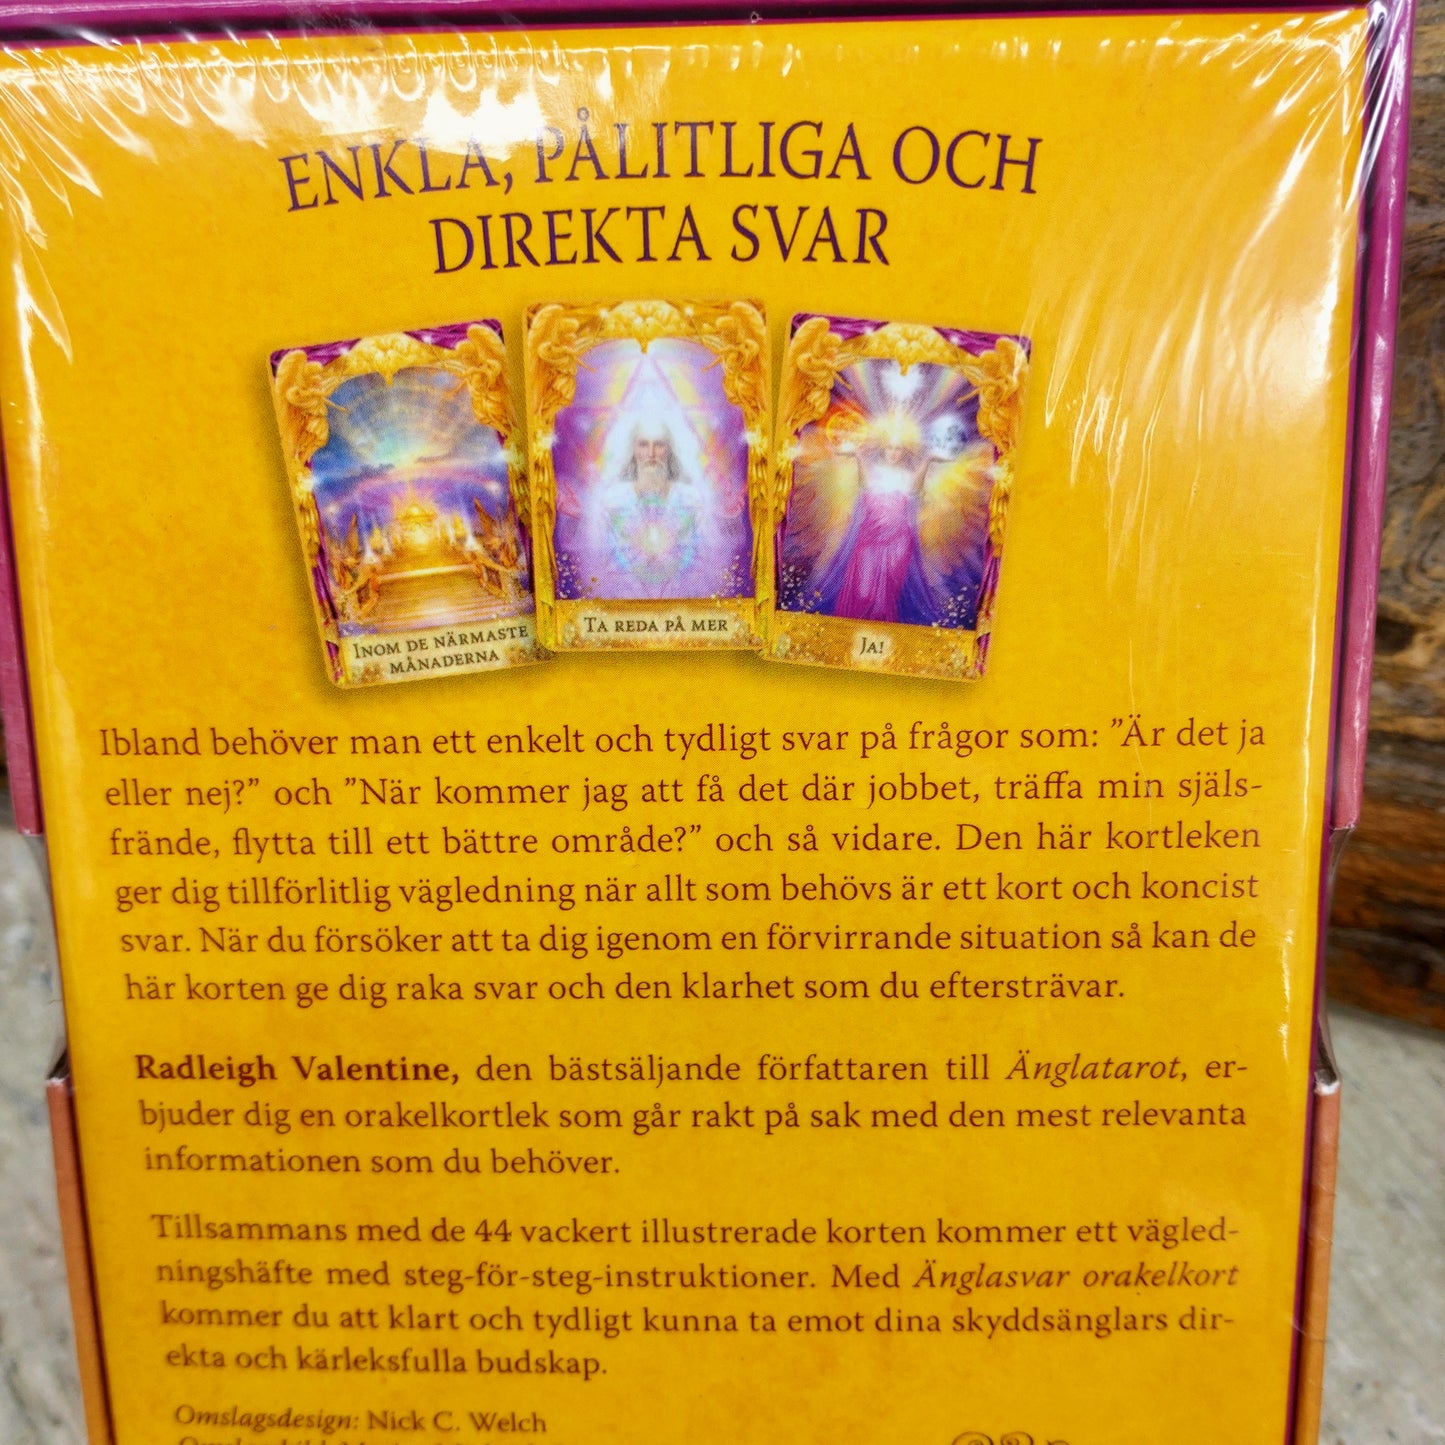 ENKLA, PÅLITLIGA OCH
DIREKTA SVAR
INOM DE NÄRMASTE
MÅNADERNA
TA REDA PÅ MER
JA!
Ibland behöver man ett enkelt och tydligt svar på frågor som: ”Är det ja
eller nej?” och ”När kommer jag att få det där jobbet, träffa min själs-
frände, flytta till ett bättre område?” och så vidare. Den här kortleken
ger dig tillförlitlig vägledning när allt som behövs är ett kort och koncist
svar. När du försöker att ta dig igenom en förvirrande situation så kan de
här korten ge dig raka svar och den klarhet som du eftersträvar.
Radleigh Valentine, den bästsäljande författaren till Änglatarot, er-
bjuder dig en orakelkortlek som går rakt på sak med den mest relevanta
informationen som du behöver.
Tillsammans med de 44 vackert illustrerade korten kommer ett vägled-
ningshäfte med steg-för-steg-instruktioner. Med Änglasvar orakelkort
kommer du att klart och tydligt kunna ta emot dina skyddsänglars dir-
ekta och kärleksfulla budskap.
Omslagsdesign: Nick C. Welch